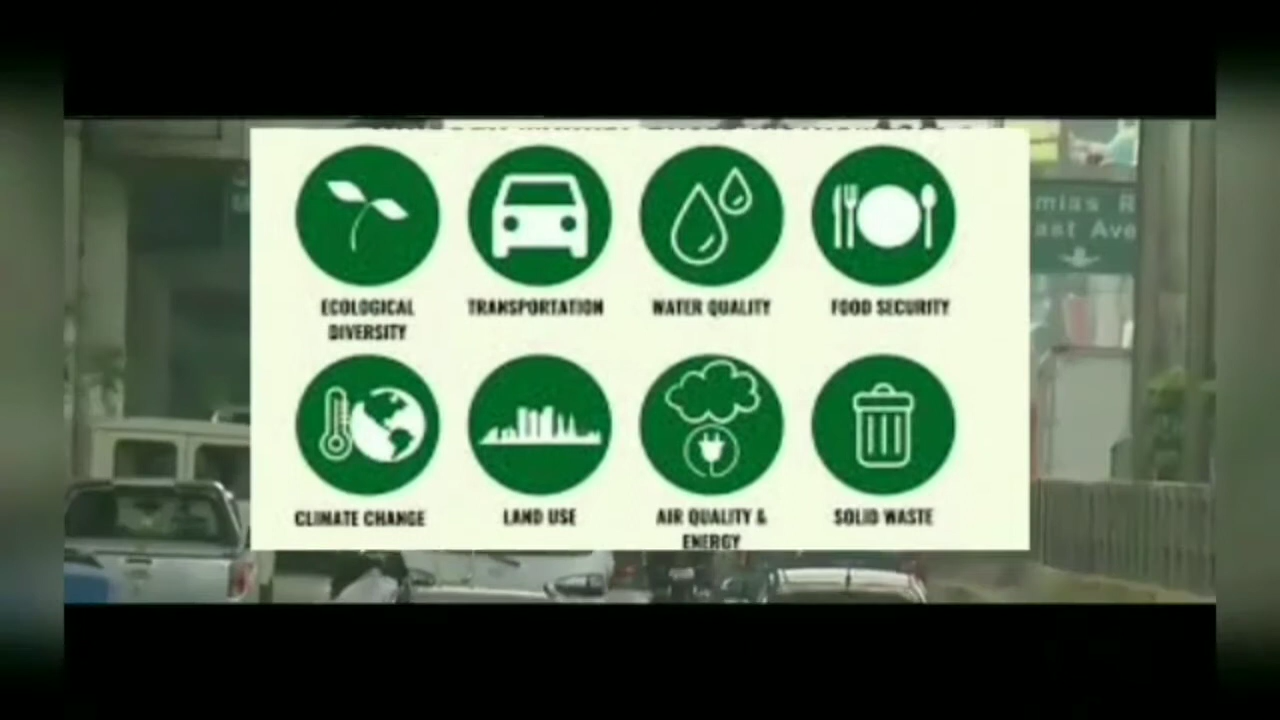 ECOLOGICAL
DIVERSITY
TRANSPORTATION
WATER QUALITY
FOOD SECURITY
CLIMATE CHANGE
LAND USE
AIR QUALITY &
ENERGY
SOLID WASTE